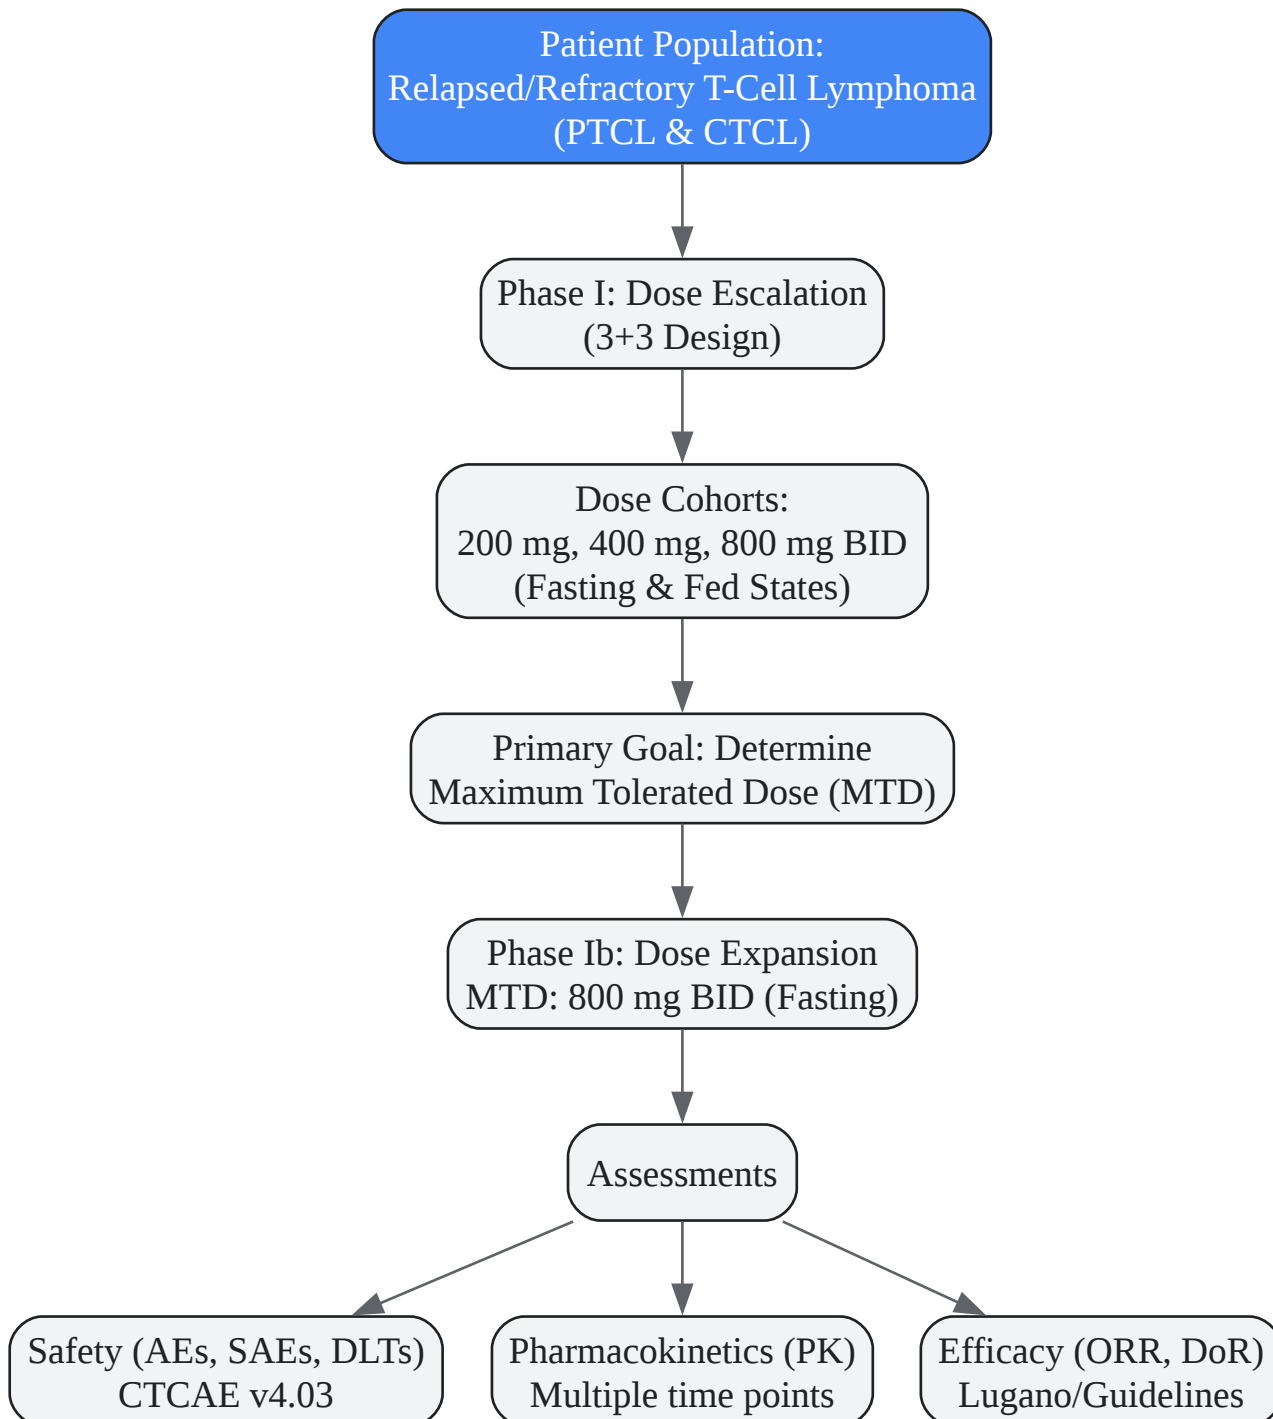 Patient Population:
Relapsed/Refractory T-Cell Lymphoma
(PTCL & CTCL)
Phase I: Dose Escalation
(3+3 Design)
Dose Cohorts:
200 mg, 400 mg, 800 mg BID
(Fasting & Fed States)
Primary Goal: Determine
Maximum Tolerated Dose (MTD)
Phase Ib: Dose Expansion
MTD: 800 mg BID (Fasting)
Assessments
Safety (AEs, SAEs, DLTs)
CTCAE v4.03
Pharmacokinetics (PK)
Multiple time points
Efficacy (ORR, DoR)
Lugano/Guidelines